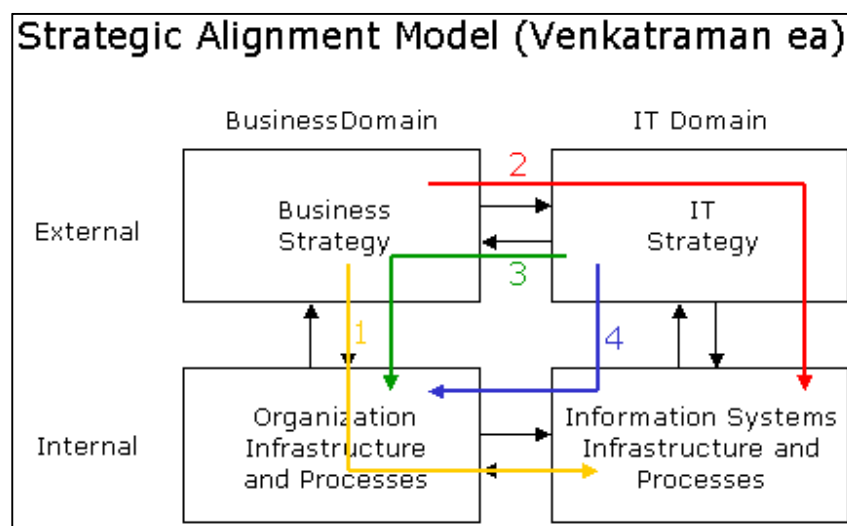 Strategic Alignment Model (Venkatraman ea)
BusinessDomain
IT Domain
2
External
Business
Strategy
IT
Strategy
3
1
4
Internal
Organization
Infrastructure
and Processes
Information Systems
Infrastructure and
Processes